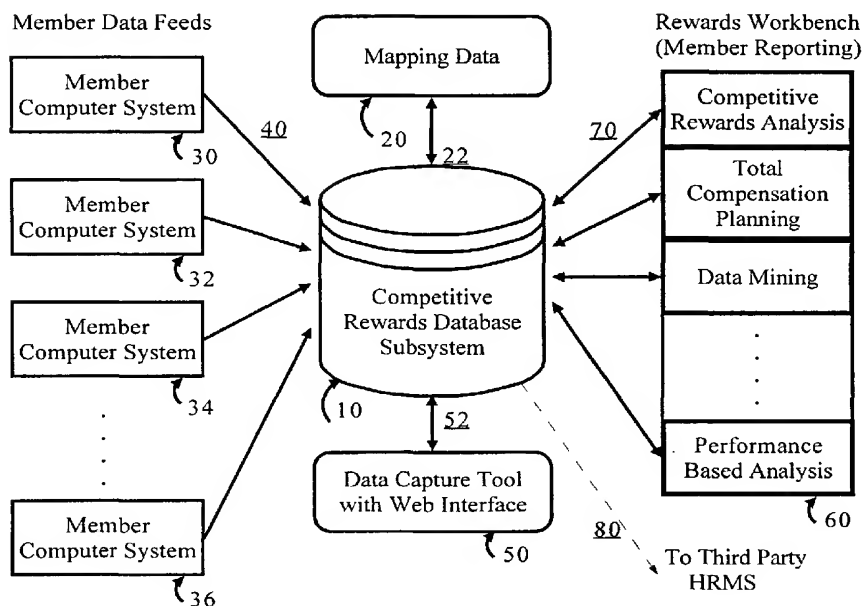 Member Data Feeds
Member
Computer System
30
Member
Computer System
32
Member
Computer System
34
Member
Computer System
36
40
Mapping Data
20
22
Competitive
Rewards Database
Subsystem
10
52
Data Capture Tool
with Web Interface
50
Rewards Workbench
(Member Reporting)
70
Competitive
Rewards Analysis
Total
Compensation
Planning
Data Mining
Performance
Based Analysis
60
80
To Third Party
HRMS